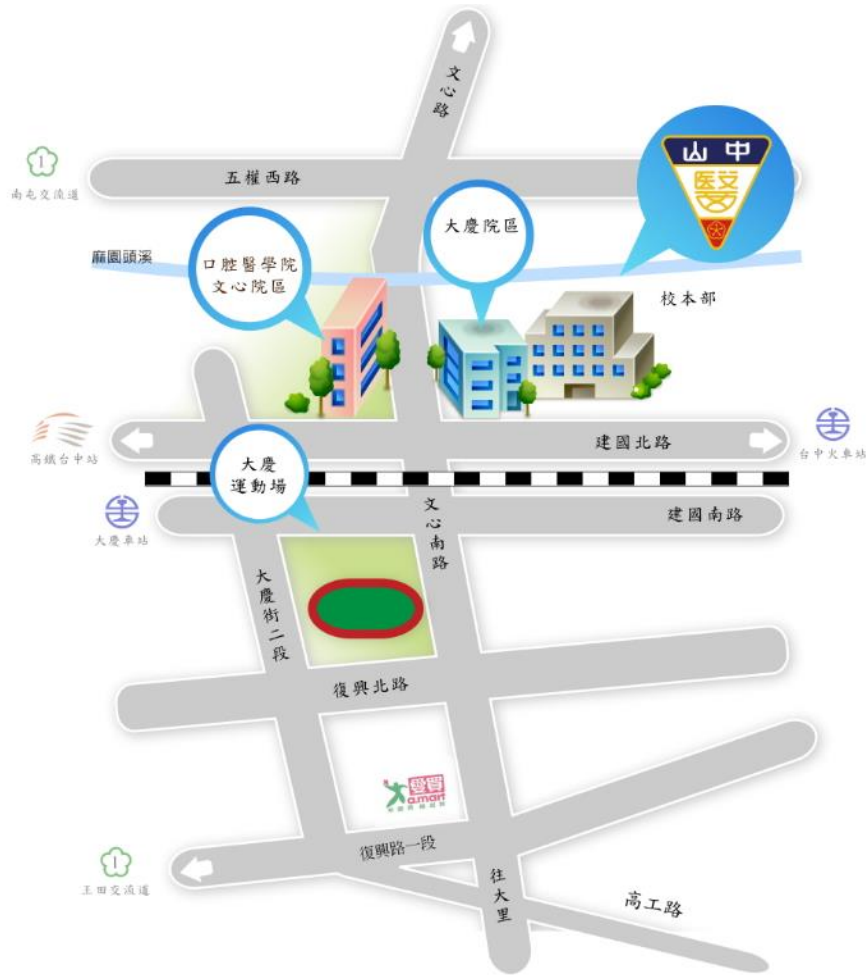 文心路
中山
醫
1
五權西路
南屯交流道
大慶院區
口腔醫學院
文心院區
麻園頭溪
校本部
建國北路
高鐵台中站
台中火車站
大慶
運動場
文心南路
建國南路
大慶車站
大慶街二段
復興北路
愛買
a.mart
復興路一段
1
王田交流道
往大里
高工路